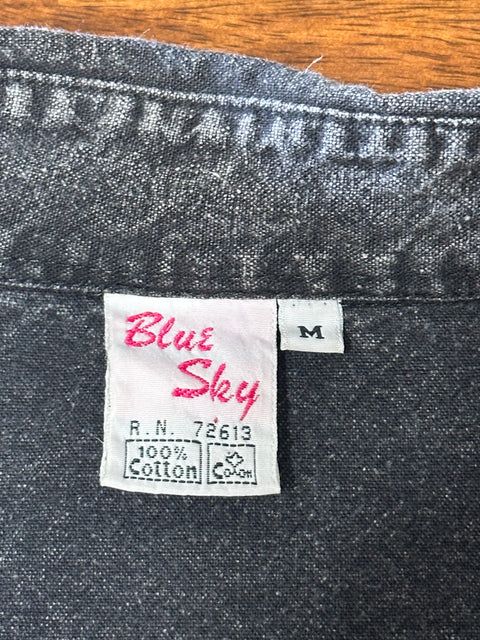 Blue
Sky
M
R.N. 72613
100%
Cotton
Cotton